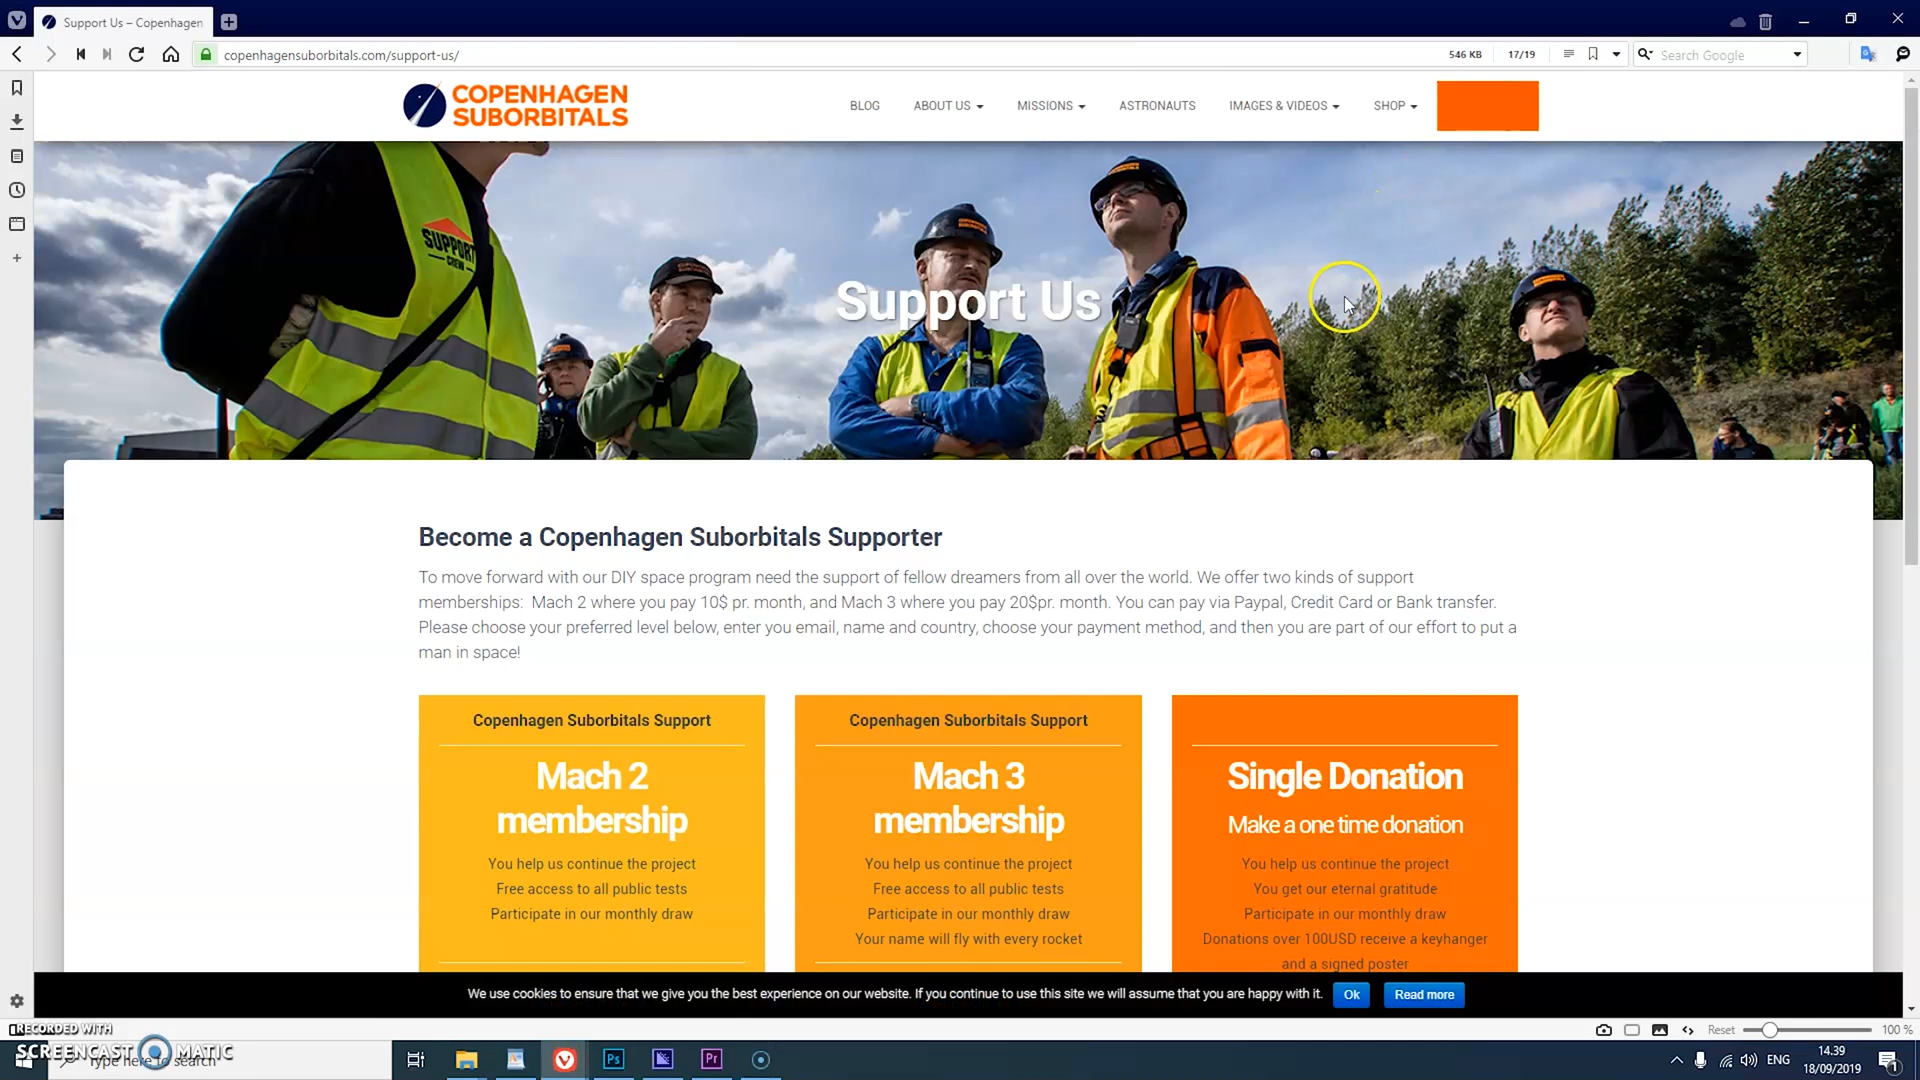 Support Us – Copenhagen
copenhagensuborbitals.com/support-us/
546 KB
17/19
Search Google
COPENHAGEN
SUBORBITALS
BLOG
ABOUT US
MISSIONS
ASTRONAUTS
IMAGES & VIDEOS
SHOP
SUPPORT
CREW
Support Us
Become a Copenhagen Suborbitals Supporter
To move forward with our DIY space program need the support of fellow dreamers from all over the world. We offer two kinds of support
memberships: Mach 2 where you pay 10$ pr. month, and Mach 3 where you pay 20$pr. month. You can pay via Paypal, Credit Card or Bank transfer.
Please choose your preferred level below, enter you email, name and country, choose your payment method, and then you are part of our effort to put a
man in space!
Copenhagen Suborbitals Support
Mach 2
membership
You help us continue the project
Free access to all public tests
Participate in our monthly draw
Copenhagen Suborbitals Support
Mach 3
membership
You help us continue the project
Free access to all public tests
Participate in our monthly draw
Your name will fly with every rocket
Single Donation
Make a one time donation
You help us continue the project
You get our eternal gratitude
Participate in our monthly draw
Donations over 100USD receive a keyhanger
and a signed poster
We use cookies to ensure that we give you the best experience on our website. If you continue to use this site we will assume that you are happy with it.
Ok
Read more
Reset
100 %
RECORDED WITH
SCREENCAST MATIC
Type here to search
Ps
Pr
ENG
14.39
18/09/2019
1